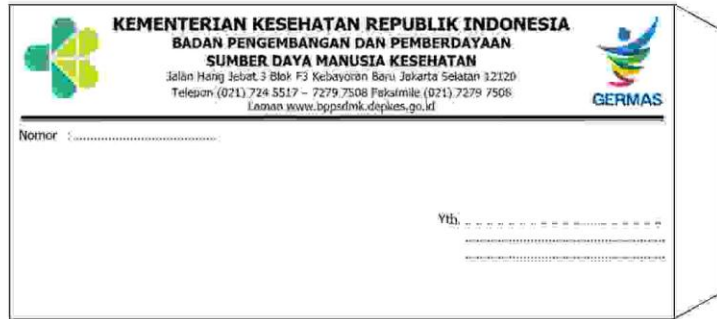 KEMENTERIAN KESEHATAN REPUBLIK INDONESIA
BADAN PENGEMBANGAN DAN PEMBERDAYAAN
SUMBER DAYA MANUSIA KESEHATAN
Jalan Hang Jebat 3 Blok F3 Kebayoran Baru Jakarta Selatan 12120
Telepon (021) 724 5517 – 7279 7508 Faksimile (021) 7279 7508
Laman www.bppsdmk.depkes.go.id
GERMAS
Nomor :
Yth.